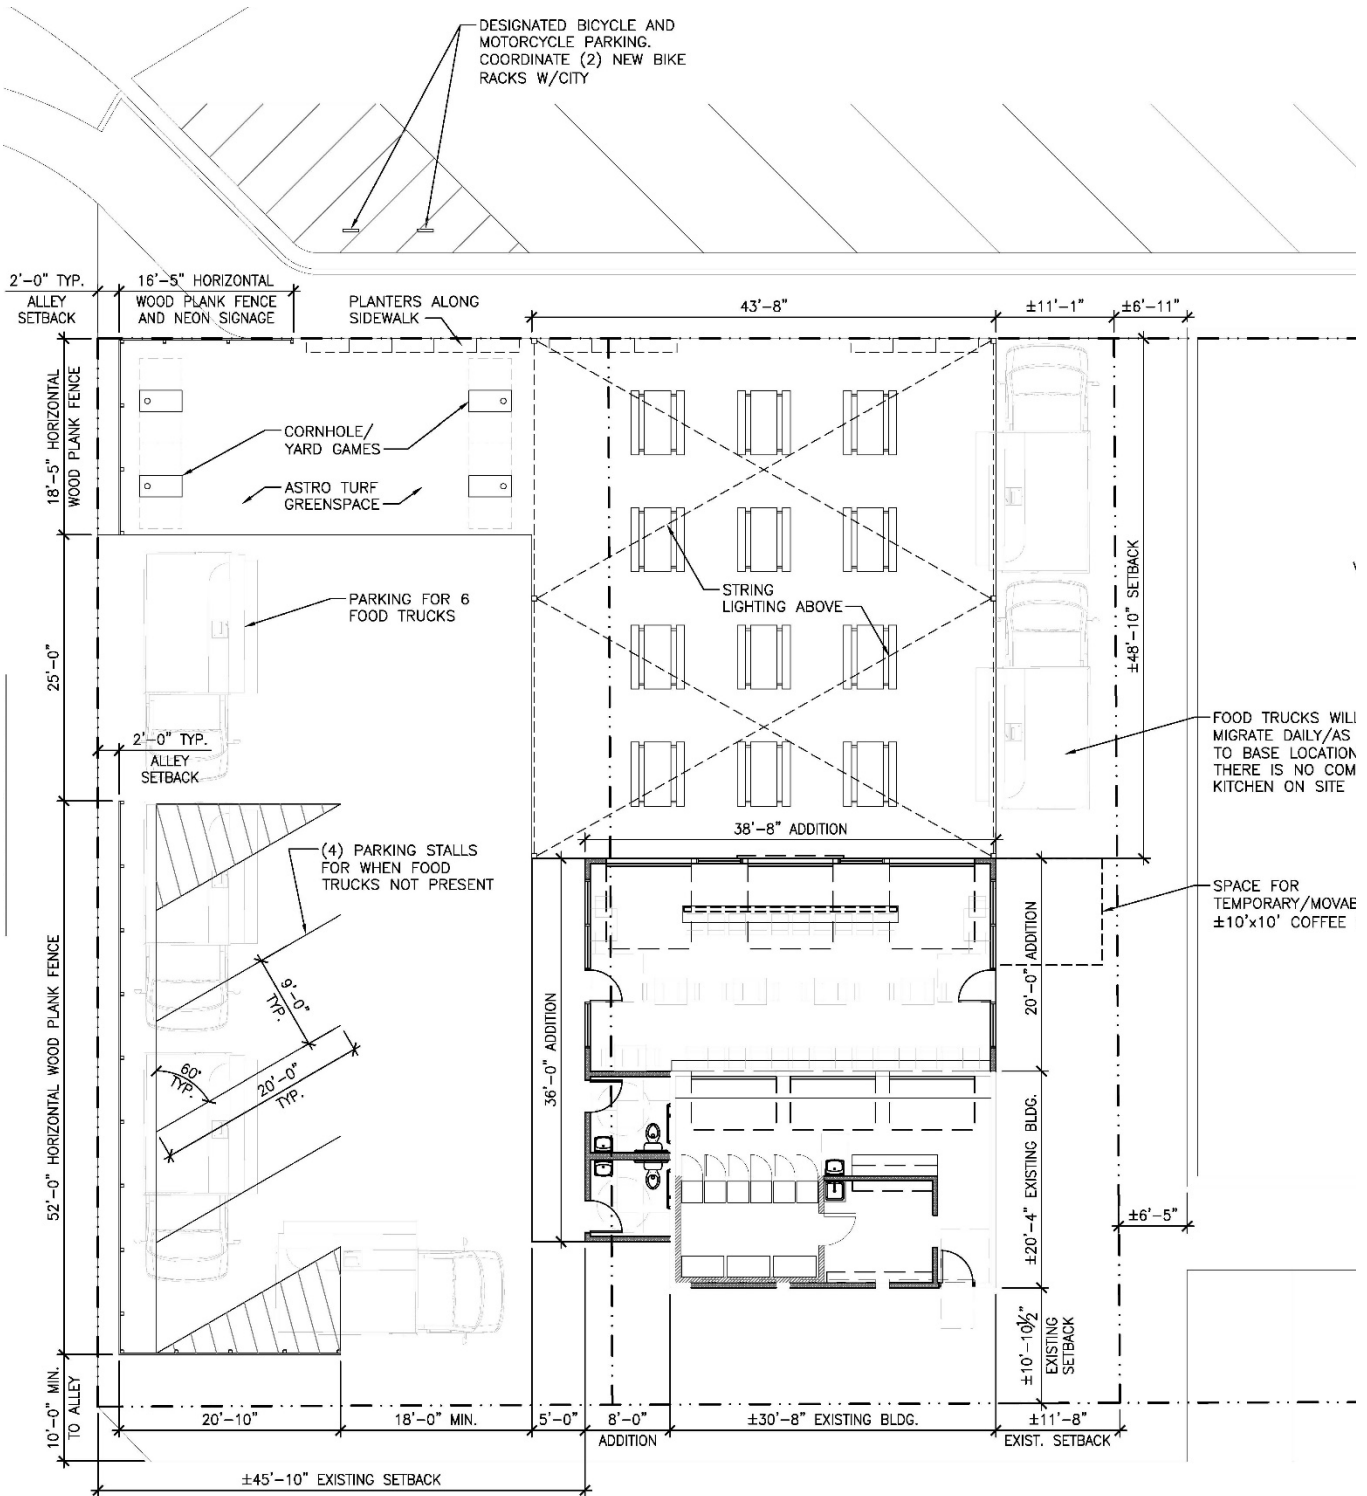 DESIGNATED BICYCLE AND
MOTORCYCLE PARKING.
COORDINATE (2) NEW BIKE
RACKS W/CITY
2'-0" TYP.
ALLEY
SETBACK
16'-5" HORIZONTAL
WOOD PLANK FENCE
AND NEON SIGNAGE
PLANTERS ALONG
SIDEWALK
43'-8"
±11'-1"
±6'-11"
18'-5" HORIZONTAL
WOOD PLANK FENCE
CORNHOLE/
YARD GAMES
ASTRO TURF
GREENSPACE
STRING
LIGHTING ABOVE
±48'-10" SETBACK
PARKING FOR 6
FOOD TRUCKS
25'-0"
2'-0" TYP.
ALLEY
SETBACK
FOOD TRUCKS WILL
MIGRATE DAILY/AS
TO BASE LOCATION
THERE IS NO COM
KITCHEN ON SITE
38'-8" ADDITION
(4) PARKING STALLS
FOR WHEN FOOD
TRUCKS NOT PRESENT
SPACE FOR
TEMPORARY/MOVAB
±10'x10' COFFEE
20'-0" ADDITION
9'-0"
TYP.
36'-0" ADDITION
52'-0" HORIZONTAL WOOD PLANK FENCE
60°
TYP.
20'-0"
TYP.
±20'-4" EXISTING BLDG.
±6'-5"
±10'-10½"
EXISTING
SETBACK
10'-0" MIN.
TO ALLEY
20'-10"
18'-0" MIN.
5'-0"
8'-0"
ADDITION
±30'-8" EXISTING BLDG.
±11'-8"
EXIST. SETBACK
±45'-10" EXISTING SETBACK